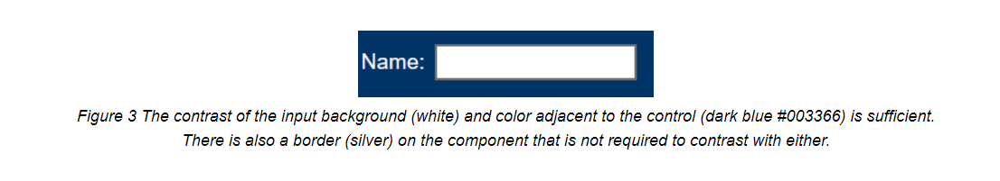 Name:
Figure 3 The contrast of the input background (white) and color adjacent to the control (dark blue #003366) is sufficient.
There is also a border (silver) on the component that is not required to contrast with either.